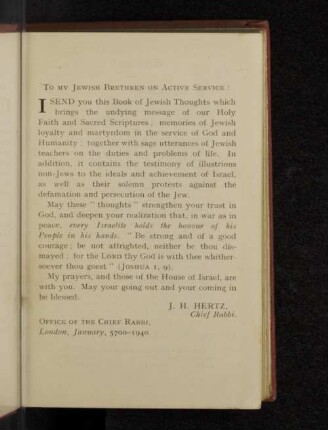 To my Jewish Brethren on Active Service:
I SEND you this Book of Jewish Thoughts which
brings the undying message of our Holy
Faith and Sacred Scriptures; memories of Jewish
loyalty and martyrdom in the service of God and
Humanity; together with sage utterances of Jewish
teachers on the duties and problems of life. In
addition, it contains the testimony of illustrious
non-Jews to the ideals and achievement of Israel,
as well as their solemn protests against the
defamation and persecution of the Jew.
May these "thoughts" strengthen your trust in
God, and deepen your realization that, in war as in
peace, every Israelite holds the honour of his
People in his hands. "Be strong and of a good
courage; be not affrighted, neither be thou dis-
mayed: for the LORD thy God is with thee whither-
soever thou goest" (JOSHUA 1, 9).
My prayers, and those of the House of Israel, are
with you. May your going out and your coming in
be blessed.
J. H. HERTZ,
Chief Rabbi.
OFFICE OF THE CHIEF RABBI,
London, January, 5700-1940.